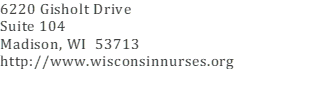 6220 Gisholt Drive
Suite 104
Madison, WI  53713
http://www.wisconsinnurses.org